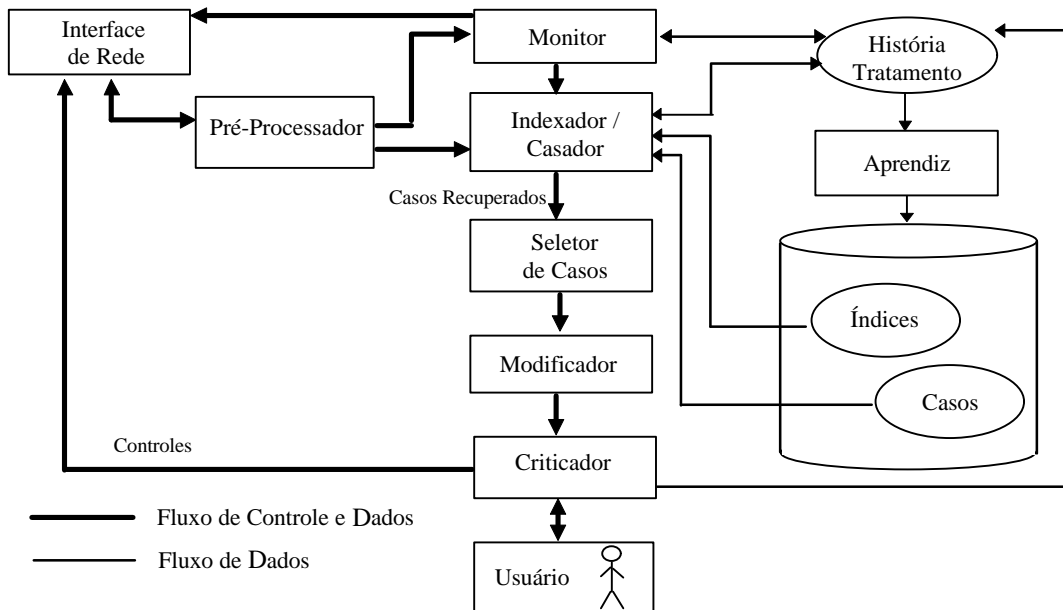 Interface
de Rede
Monitor
História
Tratamento
Pré-Processador
Indexador /
Casador
Aprendiz
Casos Recuperados
Seletor
de Casos
Índices
Modificador
Casos
Controles
Criticador
Fluxo de Controle e Dados
Fluxo de Dados
Usuário